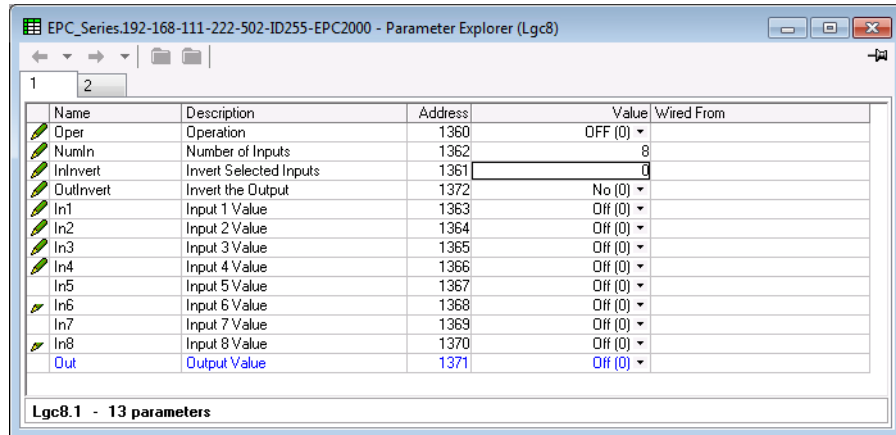 EPC_Series.192-168-111-222-502-ID255-EPC2000 - Parameter Explorer (Lgc8)
1 2
Name Description Address Value Wired From
Oper Operation 1360 OFF (0)
NumIn Number of Inputs 1362 8
InInvert Invert Selected Inputs 1361 0
OutInvert Invert the Output 1372 No (0)
In1 Input 1 Value 1363 Off (0)
In2 Input 2 Value 1364 Off (0)
In3 Input 3 Value 1365 Off (0)
In4 Input 4 Value 1366 Off (0)
In5 Input 5 Value 1367 Off (0)
In6 Input 6 Value 1368 Off (0)
In7 Input 7 Value 1369 Off (0)
In8 Input 8 Value 1370 Off (0)
Out Output Value 1371 Off (0)
Lgc8.1 - 13 parameters